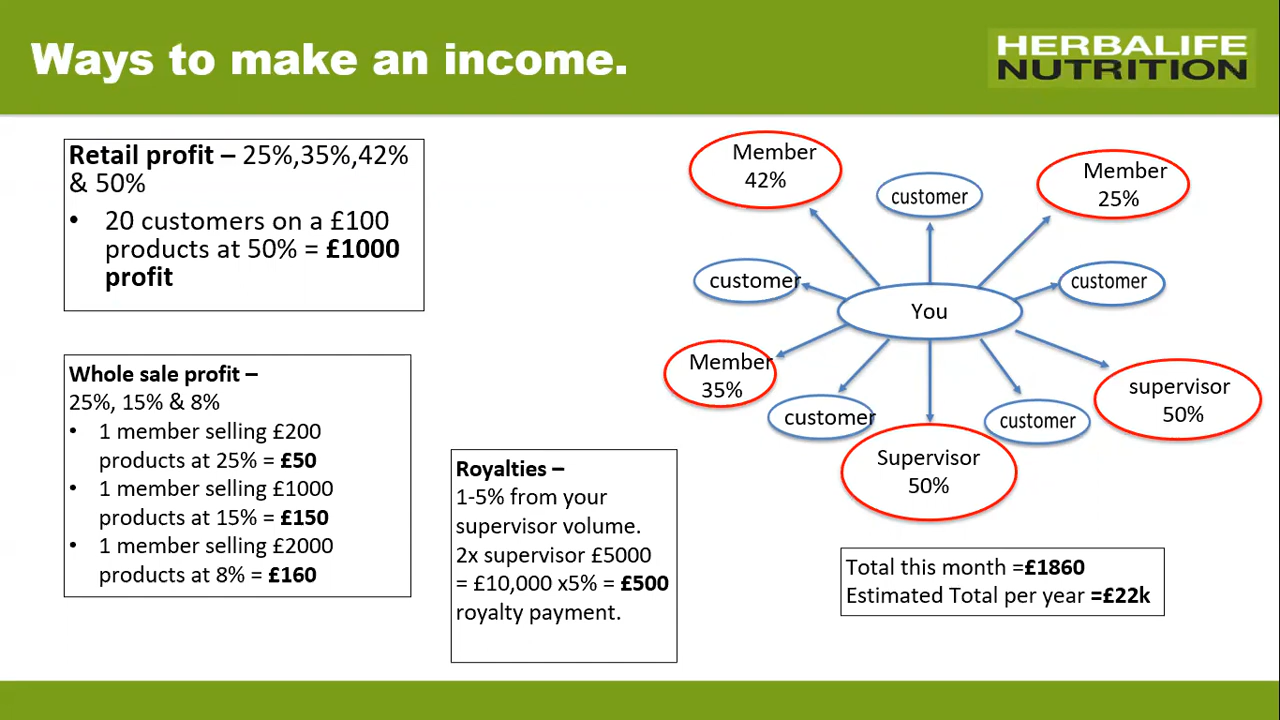 Ways to make an income.
HERBALIFE
NUTRITION
Retail profit – 25%,35%,42%
& 50%
• 20 customers on a £100
products at 50% = £1000
profit
Whole sale profit –
25%, 15% & 8%
• 1 member selling £200
products at 25% = £50
• 1 member selling £1000
products at 15% = £150
• 1 member selling £2000
products at 8% = £160
Royalties –
1-5% from your
supervisor volume.
2x supervisor £5000
= £10,000 x5% = £500
royalty payment.
Member
42%
customer
Member
25%
customer
customer
You
Member
35%
customer
customer
supervisor
50%
Supervisor
50%
Total this month =£1860
Estimated Total per year =£22k